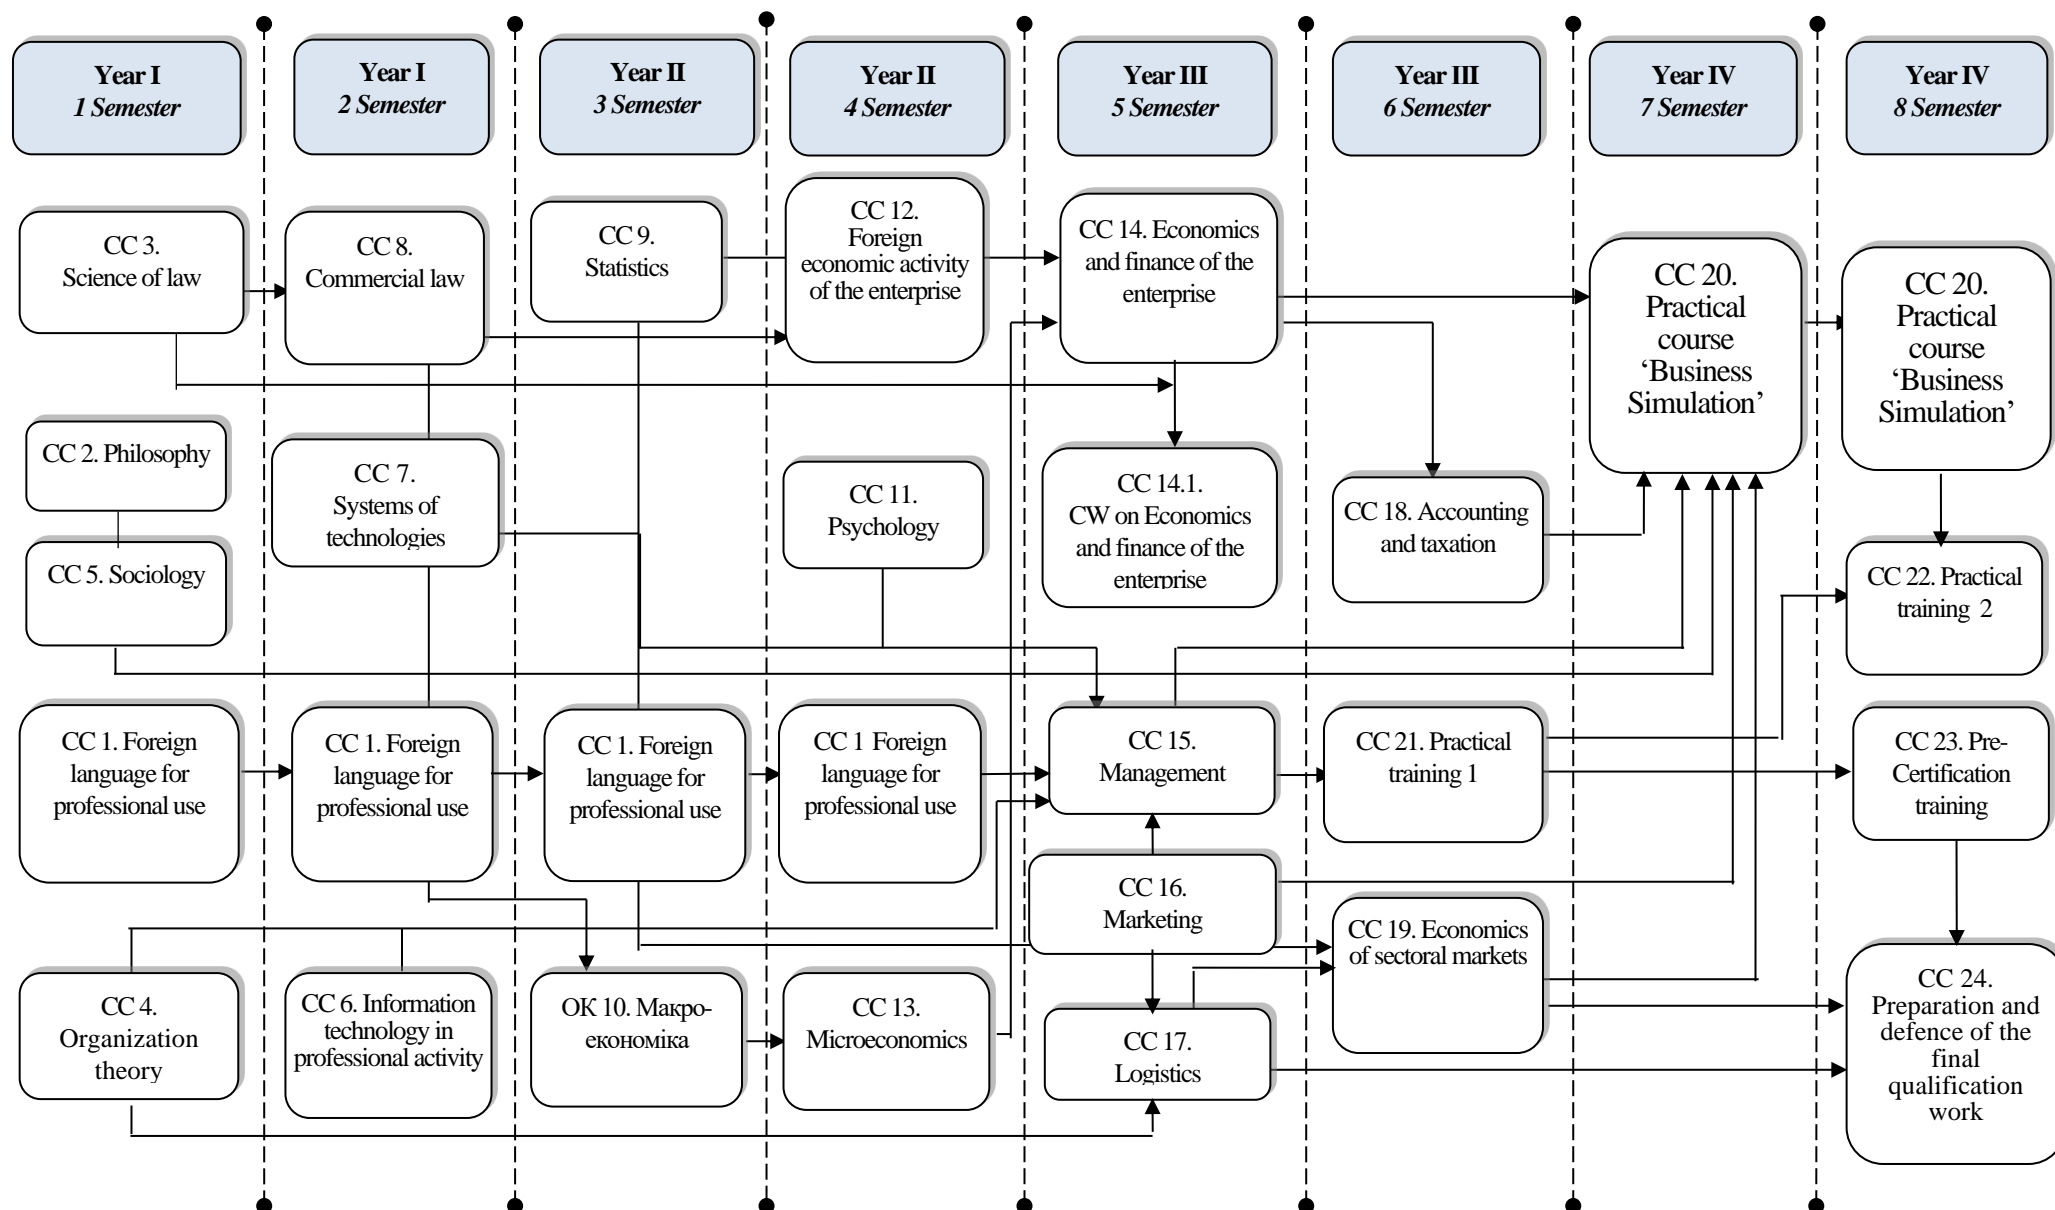 Year I
1 Semester
Year I
2 Semester
Year II
3 Semester
Year II
4 Semester
Year III
5 Semester
Year III
6 Semester
Year IV
7 Semester
Year IV
8 Semester
CC 3.
Science of law
CC 8.
Commercial law
CC 9.
Statistics
CC 12.
Foreign
economic activity
of the enterprise
CC 14. Economics
and finance of the
enterprise
CC 20.
Practical
course
‘Business
Simulation’
CC 20.
Practical
course
‘Business
Simulation’
CC 2. Philosophy
CC 7.
Systems of
technologies
CC 11.
Psychology
CC 14.1.
CW on Economics
and finance of the
enterprise
CC 18. Accounting
and taxation
CC 5. Sociology
CC 22. Practical
training 2
CC 1. Foreign
language for
professional use
CC 1. Foreign
language for
professional use
CC 1. Foreign
language for
professional use
CC 1 Foreign
language for
professional use
CC 15.
Management
CC 21. Practical
training 1
CC 23. Pre-
Certification
training
CC 16.
Marketing
CC 19. Economics
of sectoral markets
CC 4.
Organization
theory
CC 6. Information
technology in
professional activity
ОК 10. Макро-
економіка
CC 13.
Microeconomics
CC 17.
Logistics
CC 24.
Preparation and
defence of the
final
qualification
work